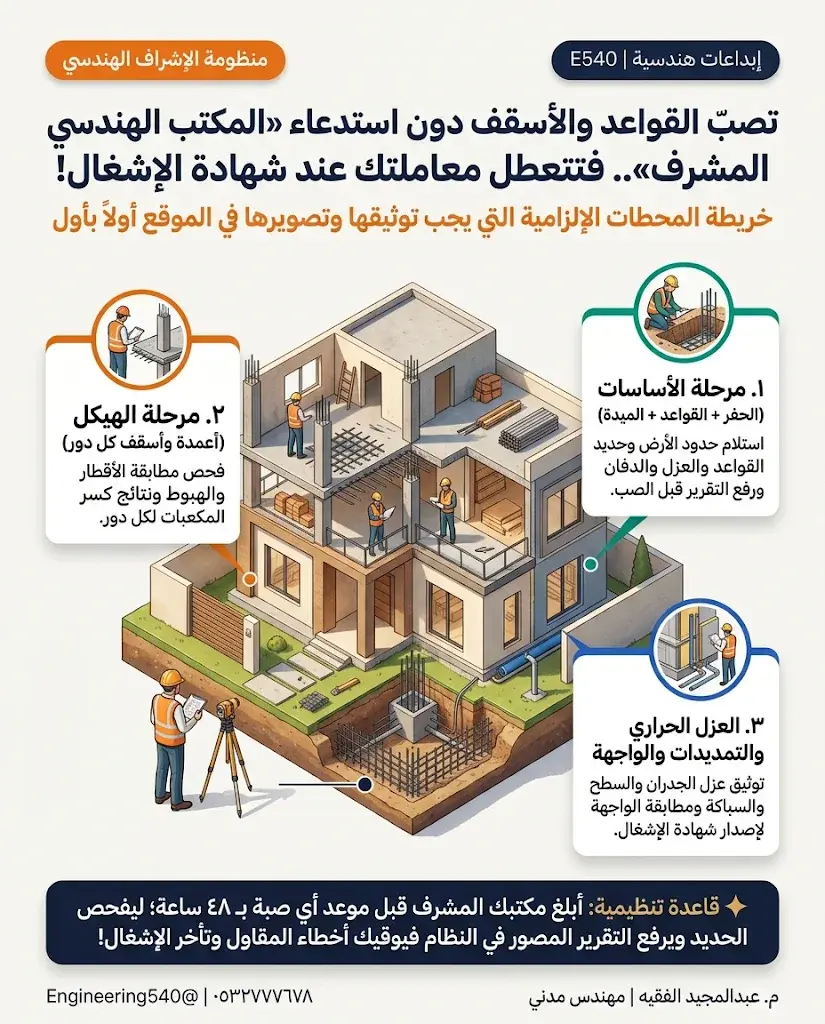 إبداعات هندسية | E540
منظومة الإشراف الهندسي
تصبّ القواعد والأسقف دون استدعاء «المكتب الهندسي
المشرف».. فتتعطل معاملتك عند شهادة الإشغال!
خريطة المحطات الإلزامية التي يجب توثيقها وتصويرها في الموقع أولاً بأول
١. مرحلة الأساسات
(الحفر + القواعد + الميدة)
استلام حدود الأرض وحديد
القواعد والعزل والدفان
ورفع التقرير قبل الصب.
٢. مرحلة الهيكل
(أعمدة وأسقف كل دور)
فحص مطابقة الأقطار
والهبوط ونتائج كسر
المكعبات لكل دور.
٣. العزل الحراري
والتمديدات والواجهة
توثيق عزل الجدران والسطح
والسباكة ومطابقة الواجهة
لإصدار شهادة الإشغال.
✦ قاعدة تنظيمية: أبلغ مكتبك المشرف قبل موعد أي صبة بـ ٤٨ ساعة؛ ليفحص
الحديد ويرفع التقرير المصور في النظام فيوقيك أخطاء المقاول وتأخر الإشغال!
م. عبدالمجيد الفقيه | مهندس مدني
٠٥٣٢٧٧٧٦٧٨ | @Engineering540